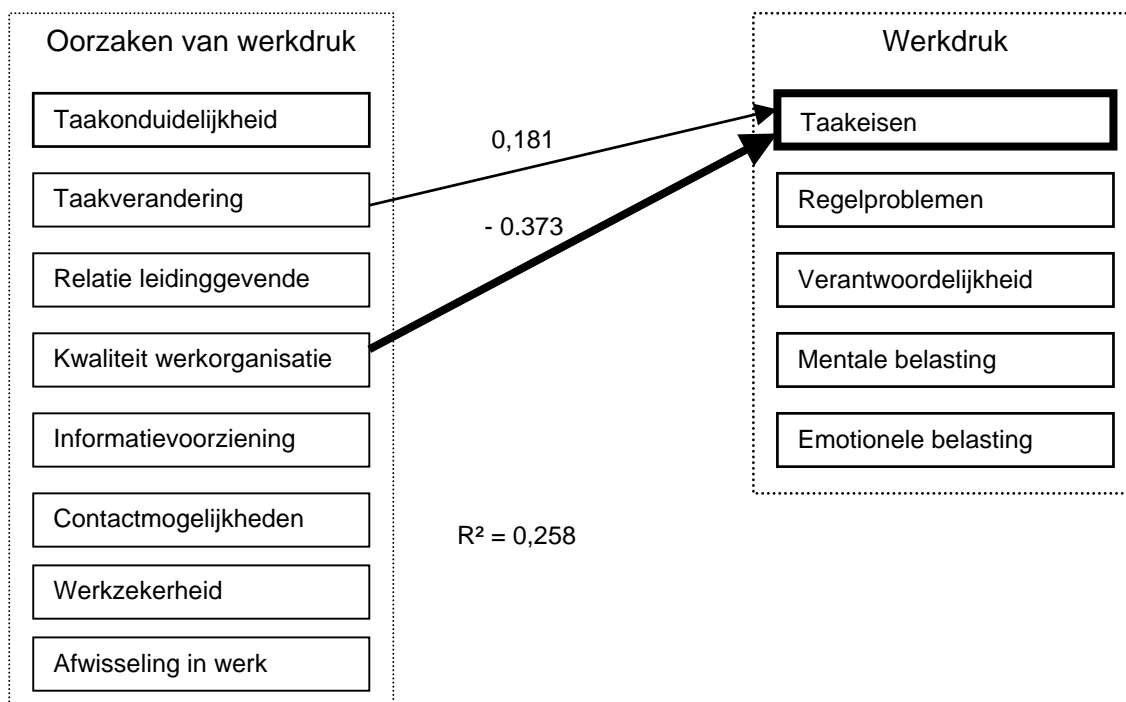 Oorzaken van werkdruk
Taakonduidelijkheid
Taakverandering
Relatie leidinggevende
Kwaliteit werkorganisatie
Informatievoorziening
Contactmogelijkheden
Werkzekerheid
Afwisseling in werk
0,181
- 0.373
R² = 0,258
Werkdruk
Taakeisen
Regelproblemen
Verantwoordelijkheid
Mentale belasting
Emotionele belasting